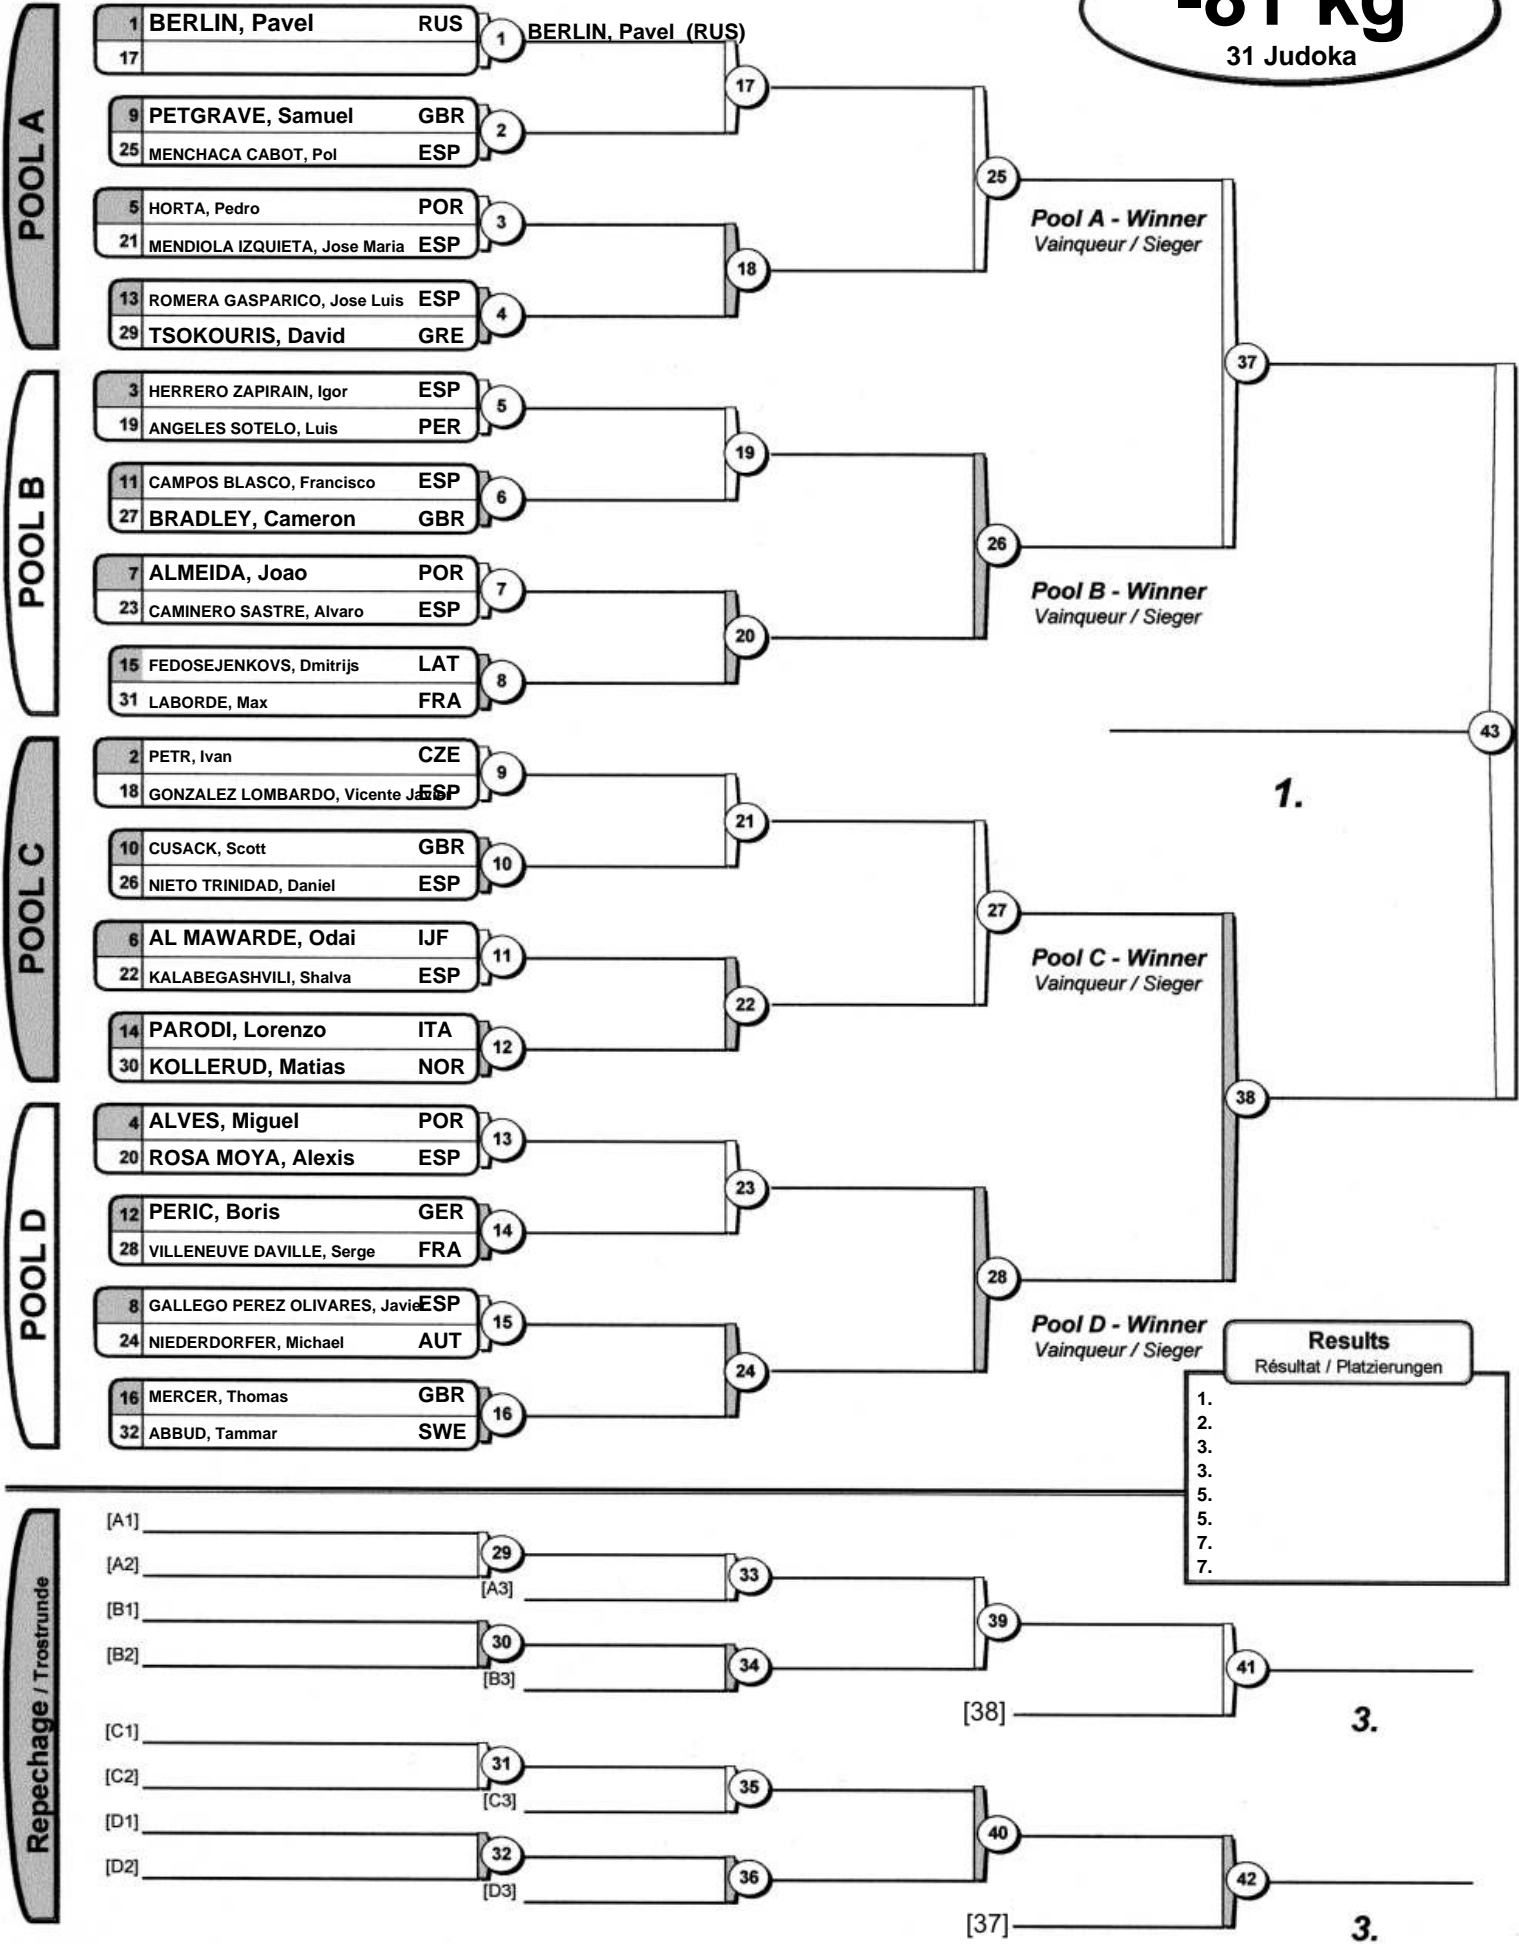 -81 kg
31 Judoka
POOL A
1 BERLIN, Pavel RUS
17
1 BERLIN, Pavel (RUS)
9 PETGRAVE, Samuel GBR
25 MENCHACA CABOT, Pol ESP
2
17
5 HORTA, Pedro POR
21 MENDIOLA IZQUIETA, Jose Maria ESP
3
13 ROMERA GASPARICO, Jose Luis ESP
29 TSOKOURIS, David GRE
4
18
25
Pool A - Winner
Vainqueur / Sieger
POOL B
3 HERRERO ZAPIRAIN, Igor ESP
19 ANGELES SOTELO, Luis PER
5
11 CAMPOS BLASCO, Francisco ESP
27 BRADLEY, Cameron GBR
6
19
7 ALMEIDA, Joao POR
23 CAMINERO SASTRE, Alvaro ESP
7
15 FEDOSEJENKOVS, Dmitrijs LAT
31 LABORDE, Max FRA
8
20
26
Pool B - Winner
Vainqueur / Sieger
37
POOL C
2 PETR, Ivan CZE
18 GONZALEZ LOMBARDO, Vicente Javier ESP
9
10 CUSACK, Scott GBR
26 NIETO TRINIDAD, Daniel ESP
10
21
6 AL MAWARDE, Odai IJF
22 KALABEGASHVILI, Shalva ESP
11
14 PARODI, Lorenzo ITA
30 KOLLERUD, Matias NOR
12
22
27
Pool C - Winner
Vainqueur / Sieger
43
1.
POOL D
4 ALVES, Miguel POR
20 ROSA MOYA, Alexis ESP
13
12 PERIC, Boris GER
28 VILLENEUVE DAVILLE, Serge FRA
14
23
8 GALLEGO PEREZ OLIVARES, Javie ESP
24 NIEDERDORFER, Michael AUT
15
16 MERCER, Thomas GBR
32 ABBUD, Tammar SWE
16
24
28
Pool D - Winner
Vainqueur / Sieger
38
Results
Résultat / Platzierungen
1.
2.
3.
3.
5.
5.
7.
7.
Repechage / Trostrunde
[A1]
[A2]
29
[A3]
33
[B1]
[B2]
30
[B3]
34
39
[38]
41
3.
[C1]
[C2]
31
[C3]
35
[D1]
[D2]
32
[D3]
36
40
[37]
42
3.